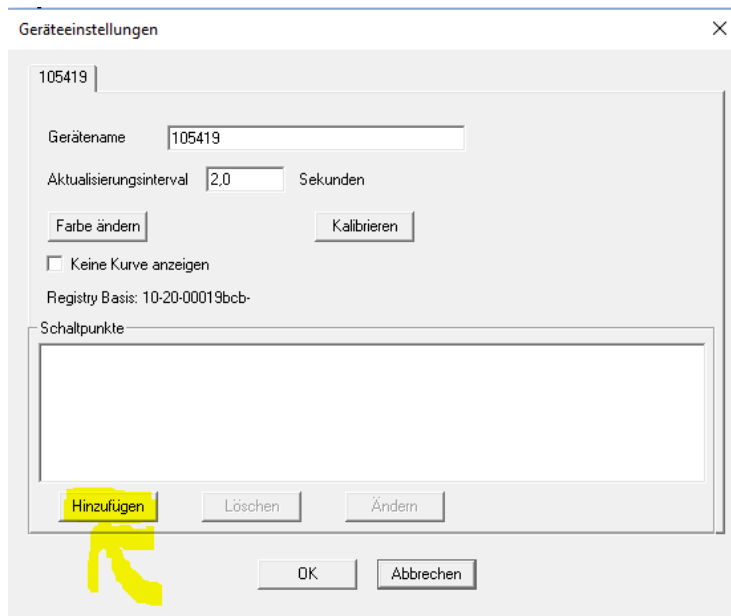 Geräteeinstellungen
105419
Gerätename 105419
Aktualisierungsinterval 2,0 Sekunden
Farbe ändern Kalibrieren
Keine Kurve anzeigen
Registry Basis: 10-20-00019bcb-
Schaltpunkte
Hinzufügen Löschen Ändern
OK Abbrechen